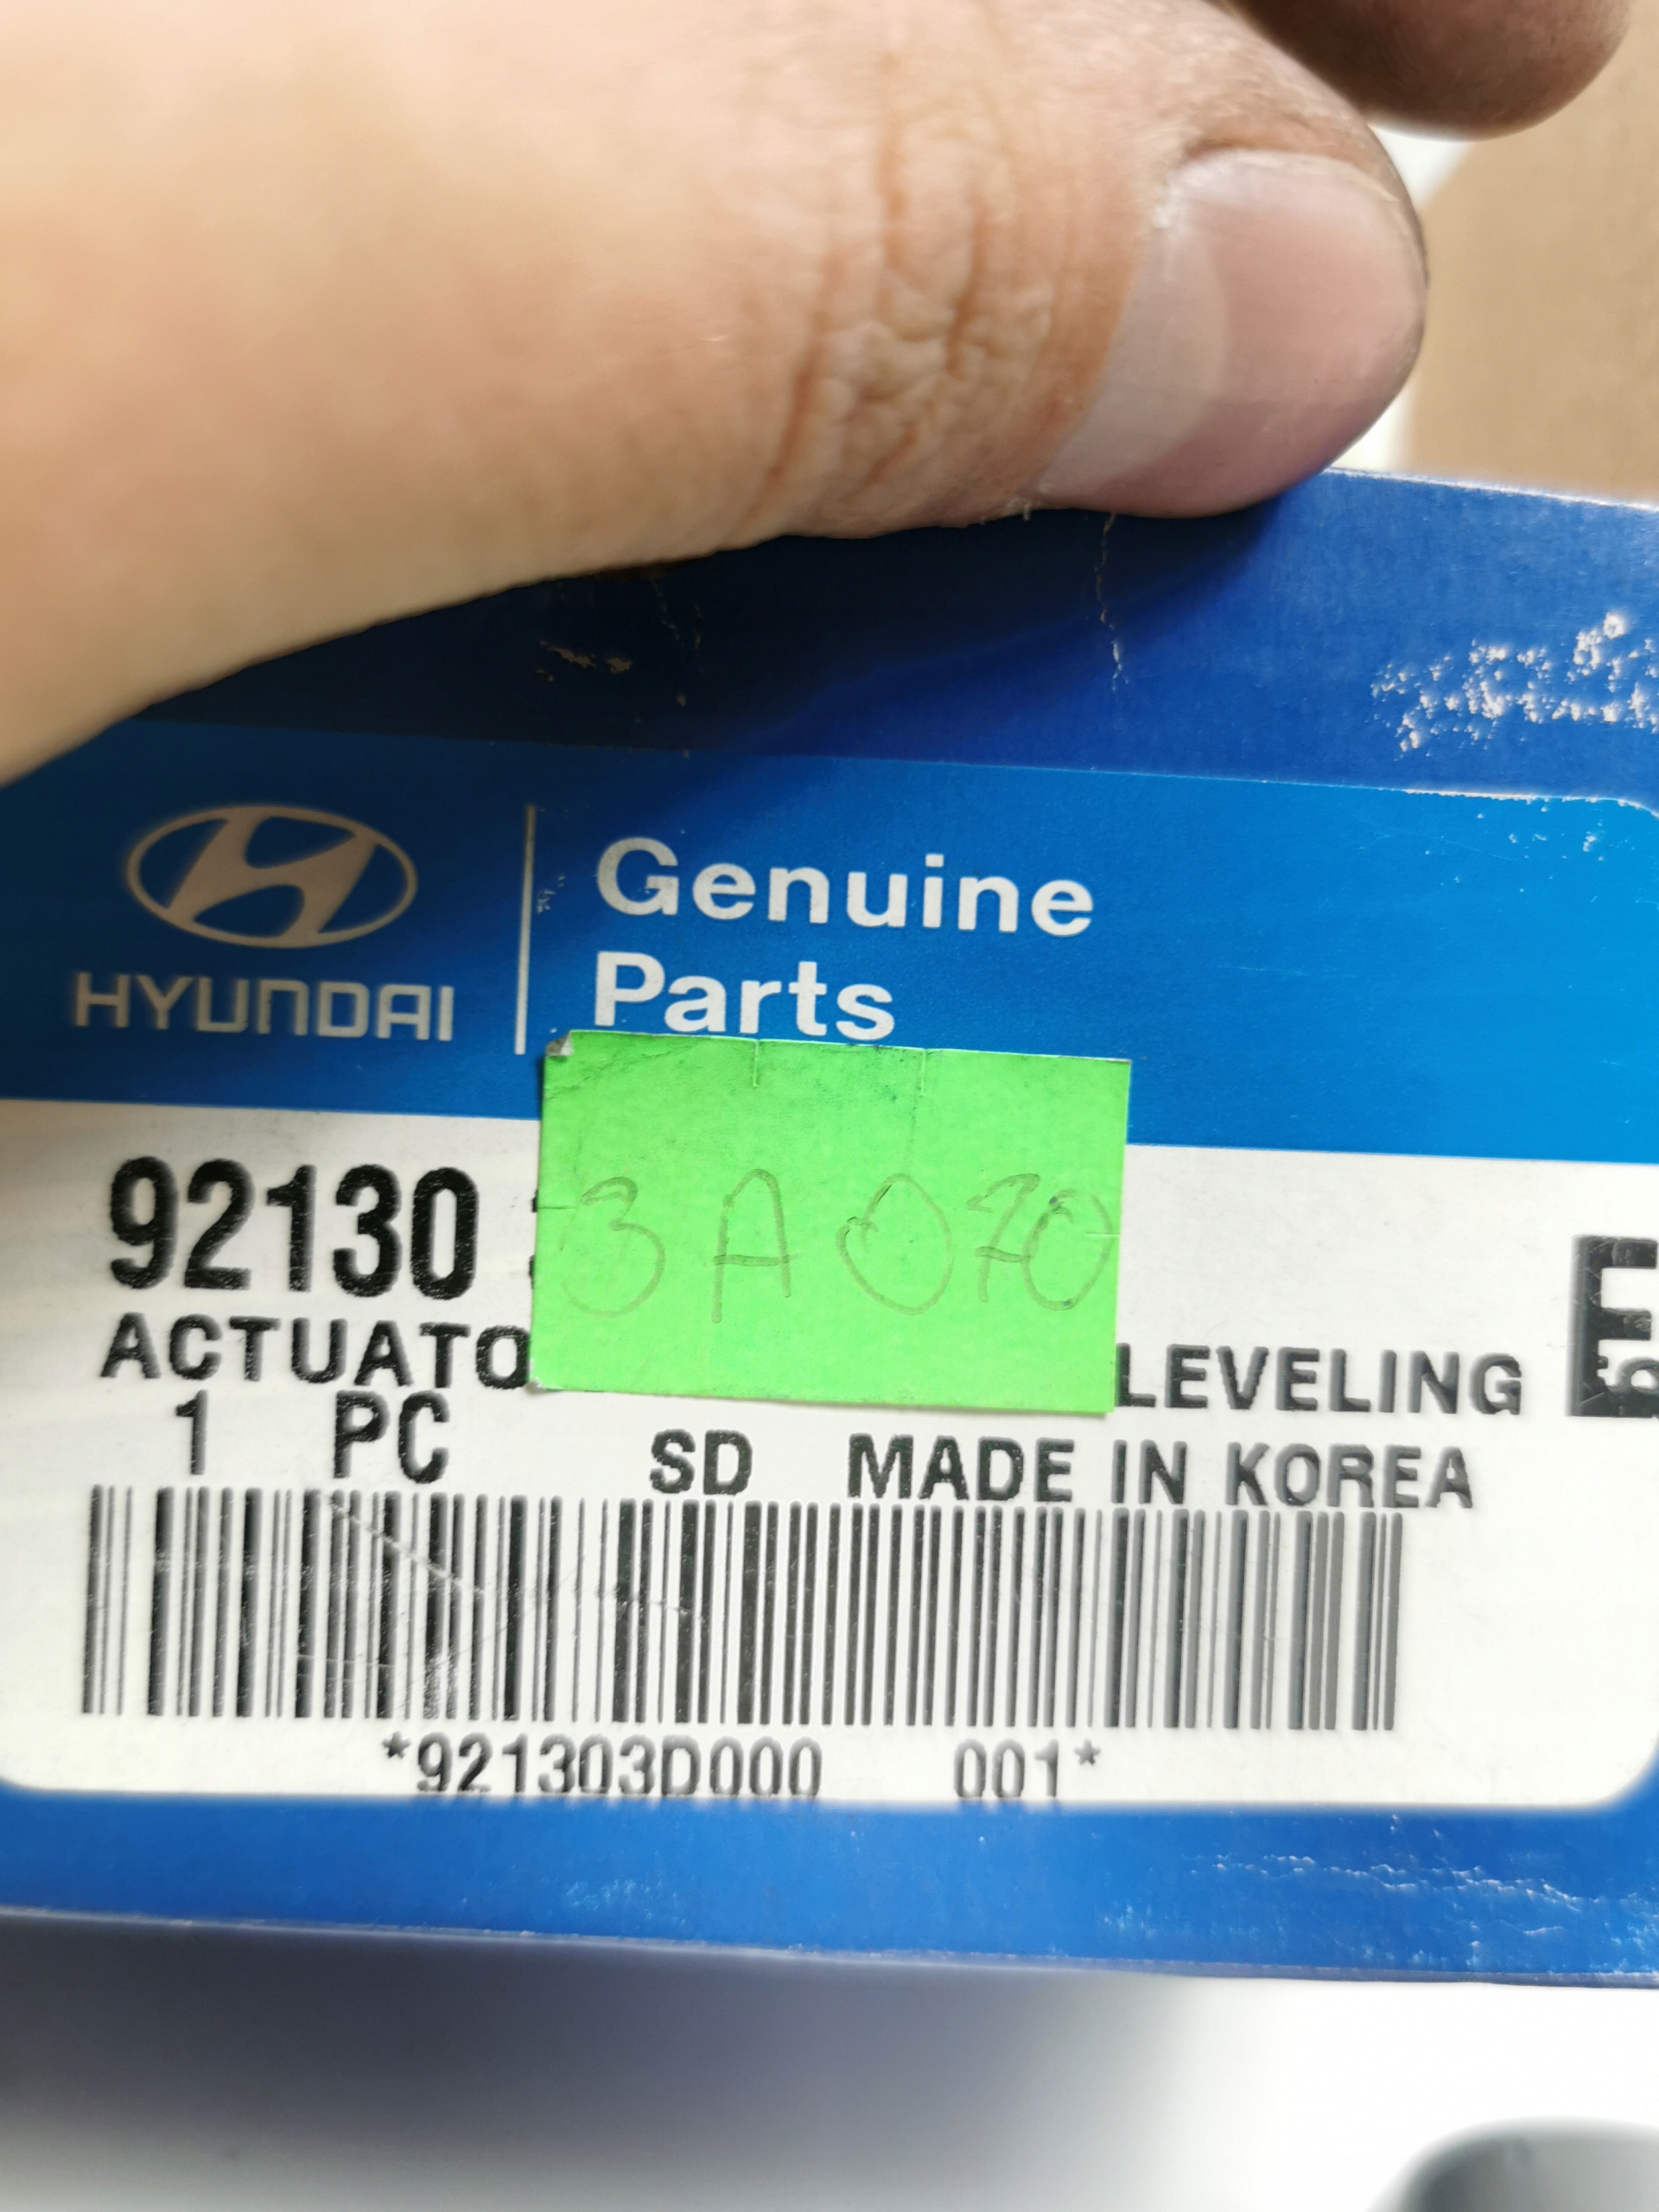 HYUNDAI
Genuine
Parts
92130
3A070
ACTUATO LEVELING
1 PC SD MADE IN KOREA
E
*921303D000 001*